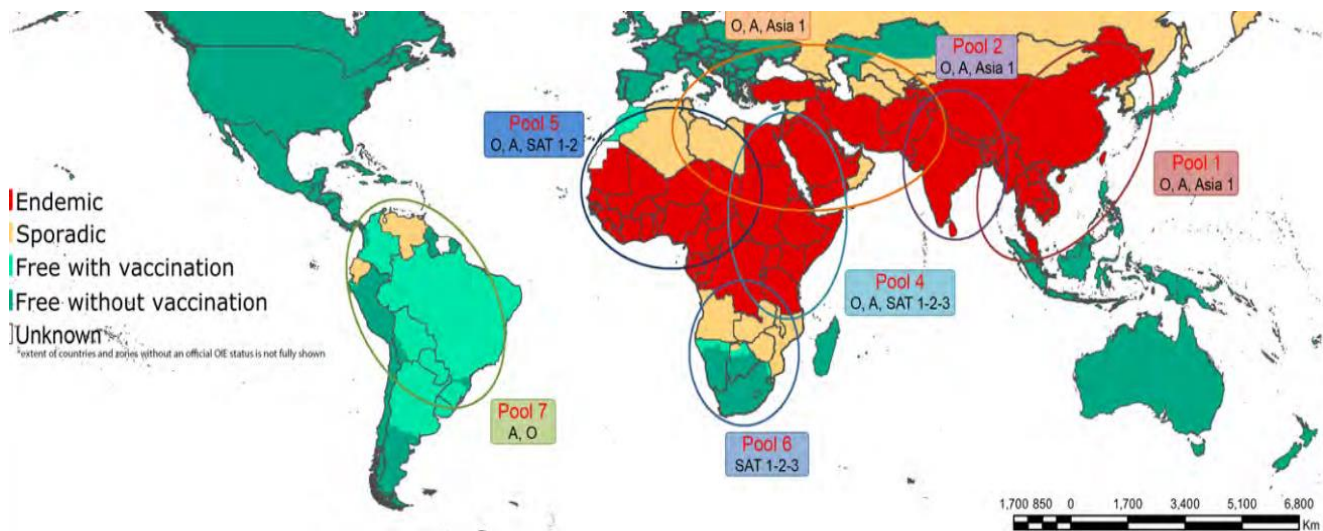 O, A, Asia 1
Pool 2
O, A, Asia 1
Pool 5
O, A, SAT 1-2
Pool 1
O, A, Asia 1
Endemic
Sporadic
Free with vaccination
Free without vaccination
Unknown
*extent of countries and zones without an official OIE status is not fully shown
Pool 4
O, A, SAT 1-2-3
Pool 7
A, O
Pool 6
SAT 1-2-3
1,700 850 0 1,700 3,400 5,100 6,800
Km